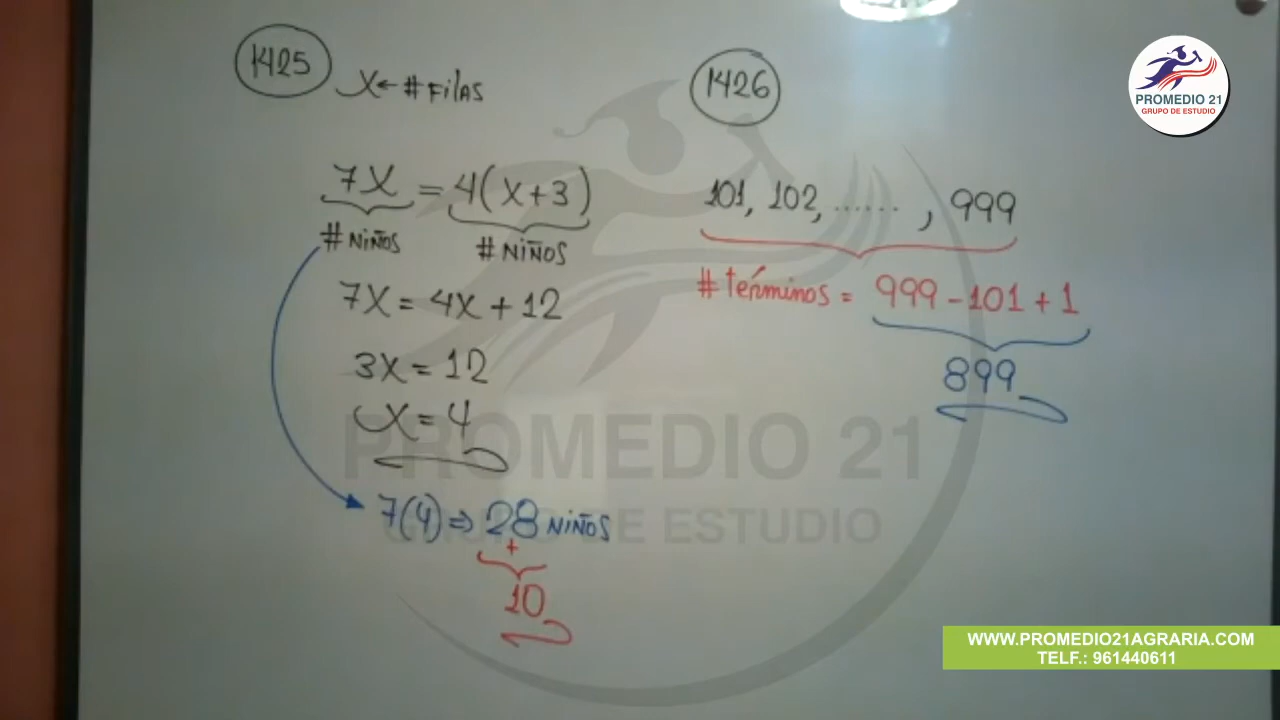 1425
X ← # FILAS
7X = 4(X+3)
# NIÑOS # NIÑOS
7X = 4X + 12
3X = 12
X = 4
7(4) ⇒ 28 NIÑOS
+
10
1426
101, 102, ......, 999
# términos = 999 - 101 + 1
899
PROMEDIO 21
GRUPO DE ESTUDIO
PROMEDIO 21
GRUPO DE ESTUDIO
WWW.PROMEDIO21AGRARIA.COM
TELF.: 961440611